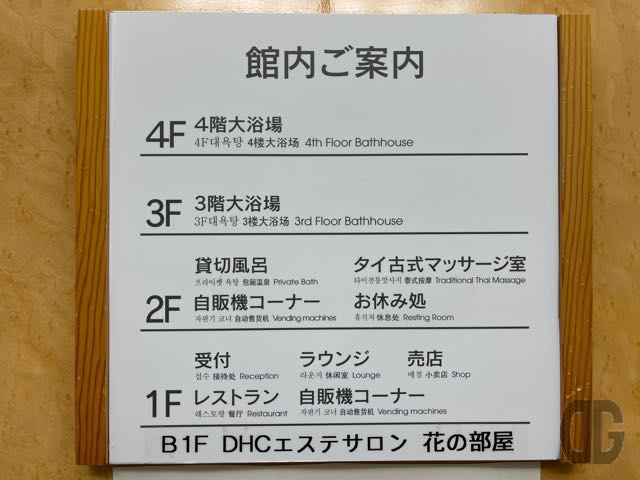 館内ご案内
4F 4階大浴場
4F대욕탕 4楼大浴场 4th Floor Bathhouse
3F 3階大浴場
3F대욕탕 3楼大浴场 3rd Floor Bathhouse
貸切風呂 タイ古式マッサージ室
프라이켓 욕탕 包租温泉 Private Bath 타이전통맛사지 泰式按摩 Traditional Thai Massage
2F 自販機コーナー お休み処
자판기 코너 自动售货机 Vending machines 휴식처 休息处 Resting Room
受付 ラウンジ 売店
접수 接待处 Reception 라운지 休闲室 Lounge 매점 小卖店 Shop
1F レストラン 自販機コーナー
레스토랑 餐厅 Restaurant 자판기 코너 自动售货机 Vending machines
B1F DHCエステサロン 花の部屋
DG